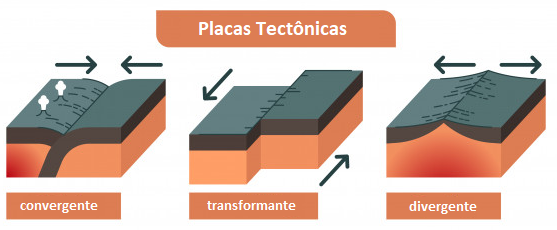 Placas Tectônicas
convergente
transformante
divergente